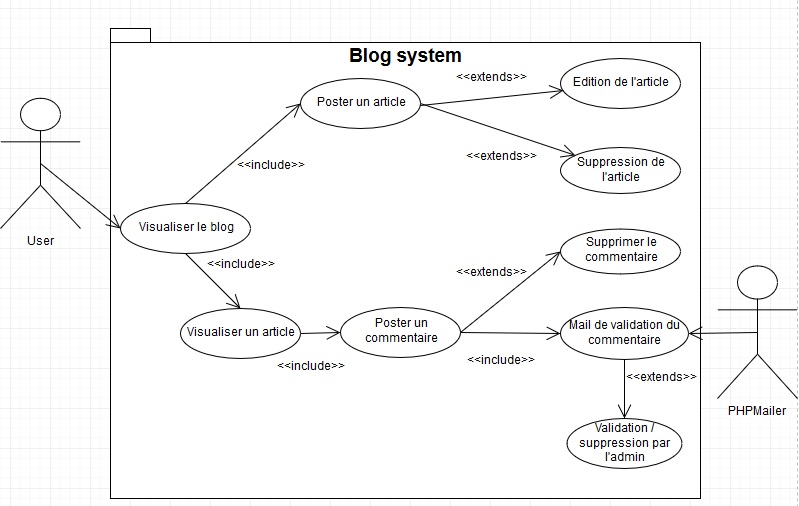 Blog system
<<extends>>
Edition de l'article
Poster un article
<<include>>
<<extends>>
Suppression de
l'article
User
Visualiser le blog
<<include>>
Supprimer le
commentaire
<<extends>>
Visualiser un article
<<include>>
Poster un
commentaire
<<include>>
Mail de validation du
commentaire
<<extends>>
PHPMailer
Validation /
suppression par
l'admin